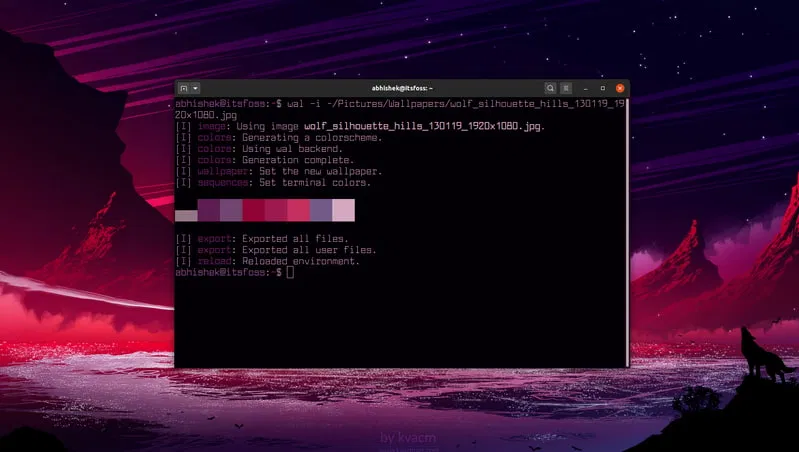 abhishek@itsfoss: ~
abhishek@itsfoss:~$ wal -i ~/Pictures/Wallpapers/wolf_silhouette_hills_130119_19
20x1080.jpg
[I] image: Using image wolf_silhouette_hills_130119_1920x1080.jpg.
[I] colors: Generating a colorscheme.
[I] colors: Using wal backend.
[I] colors: Generation complete.
[I] wallpaper: Set the new wallpaper.
[I] sequences: Set terminal colors.
[I] export: Exported all files.
[I] export: Exported all user files.
[I] reload: Reloaded environment.
abhishek@itsfoss:~$
by kvacm